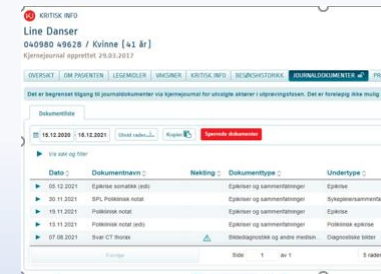 KRITISK INFO
Line Danser
040980 49628 / Kvinne [41 år]
Kjernejournal opprettet 29.03.2017
OVERSIKT OM PASIENTEN LEGEMIDLER VAKSINER KRITISK INFO BESØKSHISTORIKK JOURNALDOKUMENTER
Det er begrenset tilgang til journaldokumenter via kjernejournal for utvalgte aktører i utprøvingsfasen. Det er foreløpig ikke mulig
Dokumentliste
15.12.2020 - 15.12.2021 Utvid søket... Kopier Sperrede dokumenter
Vis søk og filter
Dato Dokumentnavn Nekting Dokumenttype Undertype
05.12.2021 Epikrise somatikk (edi) Epikriser og sammenfatninger Epikrise
30.11.2021 SPL Poliklinisk notat Epikriser og sammenfatninger Sykepleiersammenfa
19.11.2021 Poliklinisk notat Epikriser og sammenfatninger Epikrise
13.11.2021 Poliklinisk notat (edi) Epikriser og sammenfatninger Poliklinisk epikrise
07.08.2021 Svar CT thorax Bildediagnostikk og andre medisin... Diagnostiske bilder
Forrige Side 1 av 1 5 rader